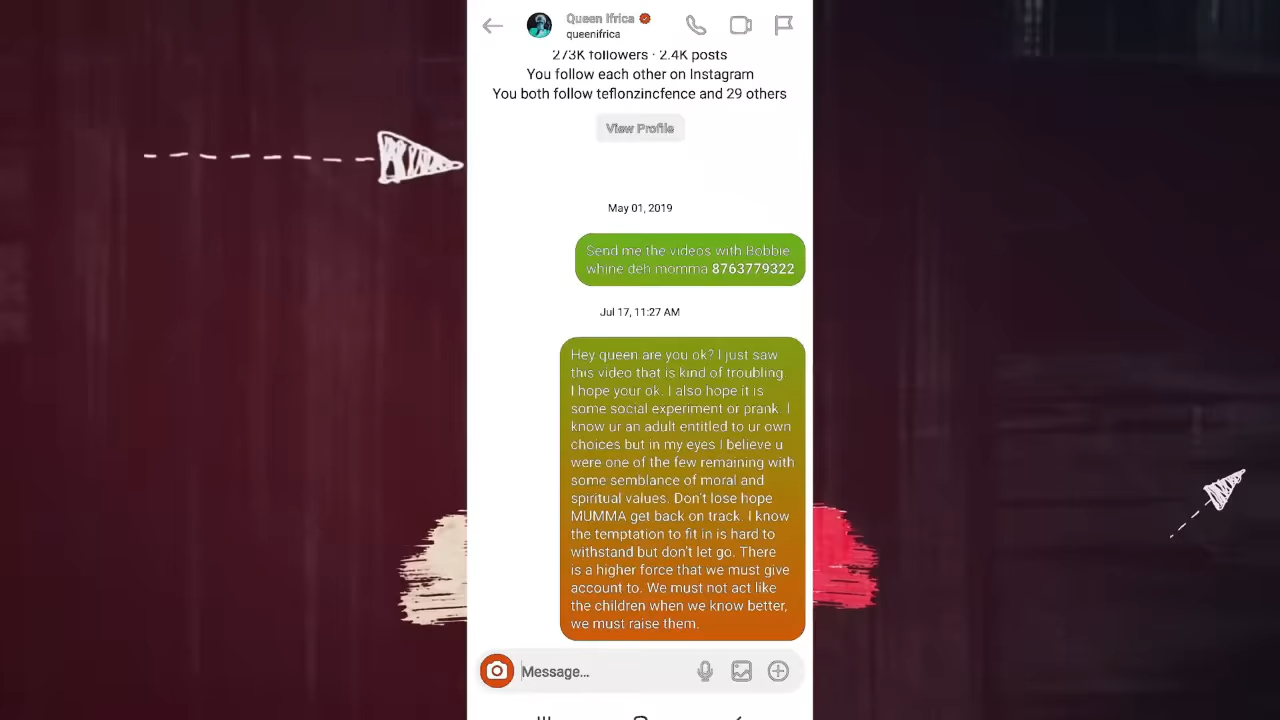 Queen Ifrica
queenifrica
273K followers · 2.4K posts
You follow each other on Instagram
You both follow teflonzincfence and 29 others
View Profile
May 01, 2019
Send me the videos with Bobbie
whine deh momma 8763779322
Jul 17, 11:27 AM
Hey queen are you ok? I just saw
this video that is kind of troubling.
I hope your ok. I also hope it is
some social experiment or prank. I
know ur an adult entitled to ur own
choices but in my eyes I believe u
were one of the few remaining with
some semblance of moral and
spiritual values. Don't lose hope
MUMMA get back on track. I know
the temptation to fit in is hard to
withstand but don't let go. There
is a higher force that we must give
account to. We must not act like
the children when we know better,
we must raise them.
Message...